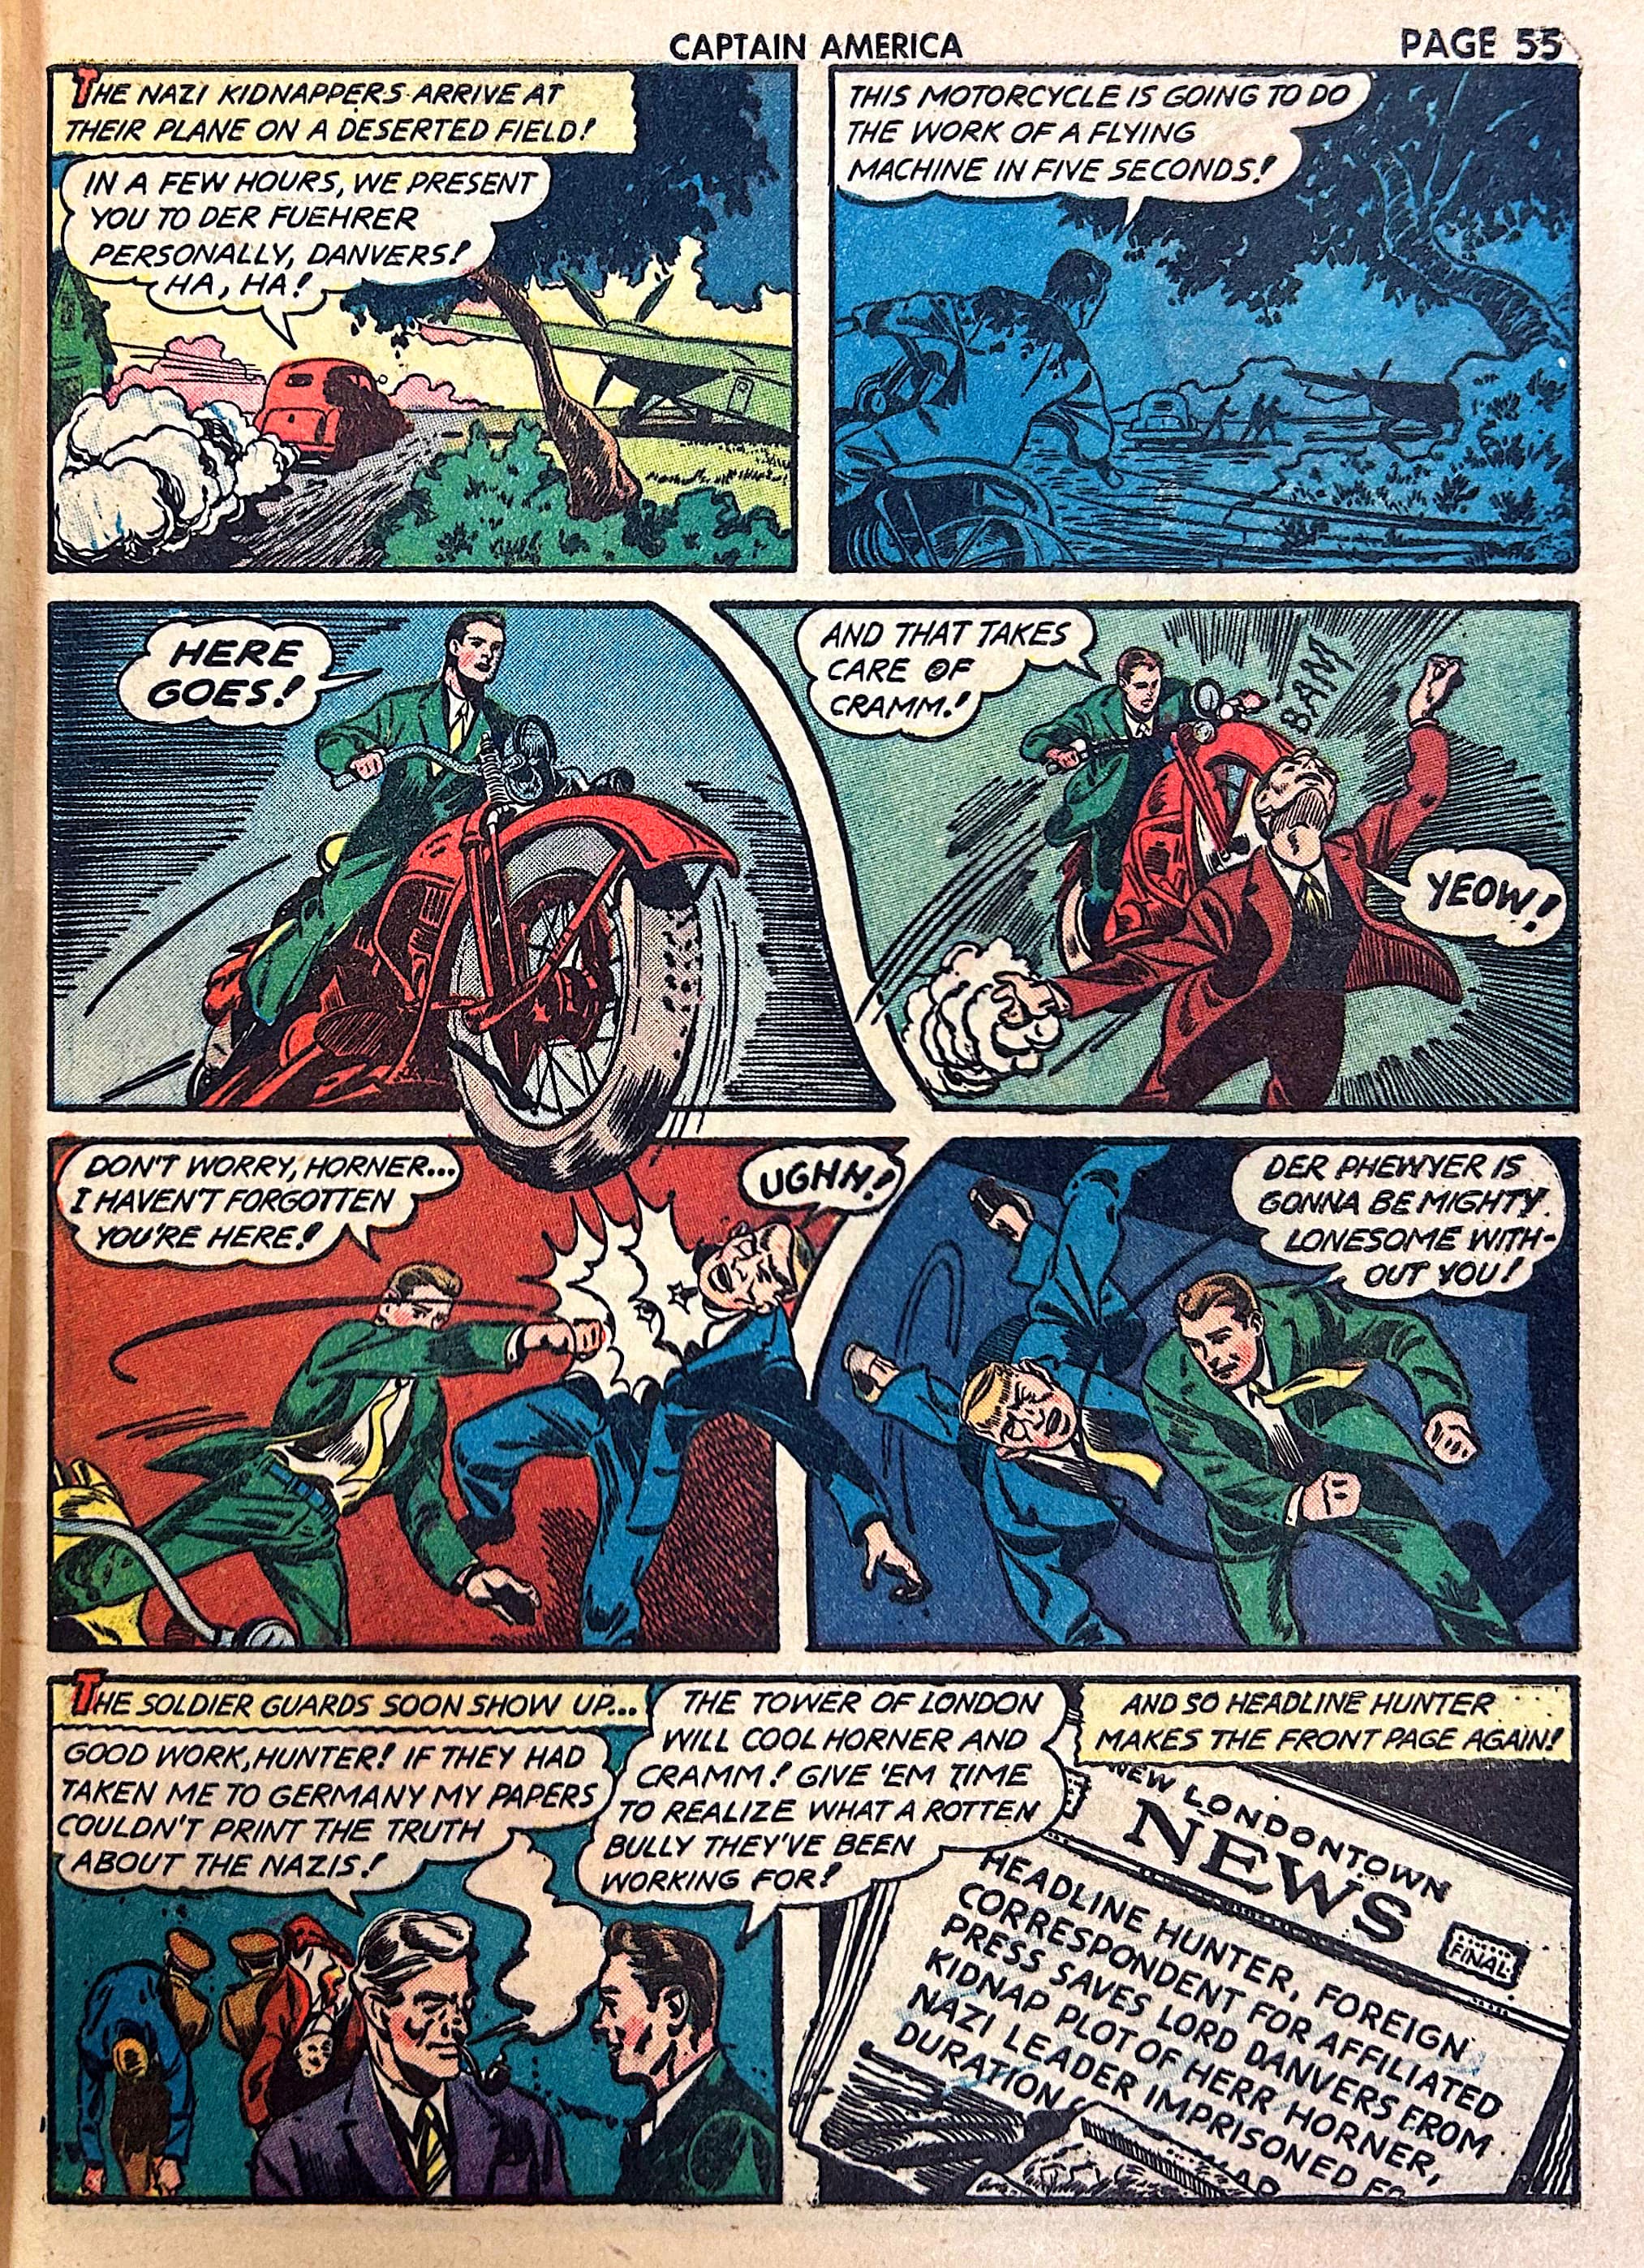 CAPTAIN AMERICA
PAGE 55
THE NAZI KIDNAPPERS ARRIVE AT
THEIR PLANE ON A DESERTED FIELD!
IN A FEW HOURS, WE PRESENT
YOU TO DER FUEHRER
PERSONALLY, DANVERS!
HA, HA!
THIS MOTORCYCLE IS GOING TO DO
THE WORK OF A FLYING
MACHINE IN FIVE SECONDS!
HERE
GOES!
AND THAT TAKES
CARE OF
CRAMM!
BAM
YEOW!
DON'T WORRY, HORNER...
I HAVEN'T FORGOTTEN
YOU'RE HERE!
UGHH!
DER PHEWYER IS
GONNA BE MIGHTY
LONESOME WITH-
OUT YOU!
THE SOLDIER GUARDS SOON SHOW UP...
GOOD WORK, HUNTER! IF THEY HAD
TAKEN ME TO GERMANY MY PAPERS
COULDN'T PRINT THE TRUTH
ABOUT THE NAZIS!
THE TOWER OF LONDON
WILL COOL HORNER AND
CRAMM! GIVE 'EM TIME
TO REALIZE WHAT A ROTTEN
BULLY THEY'VE BEEN
WORKING FOR!
AND SO HEADLINE HUNTER
MAKES THE FRONT PAGE AGAIN!
NEW LONDONTOWN
NEWS
FINAL
HEADLINE HUNTER, FOREIGN
CORRESPONDENT FOR AFFILIATED
PRESS SAVES LORD DANVERS FROM
KIDNAP PLOT OF HERR HORNER,
NAZI LEADER IMPRISONED FO
DURATION